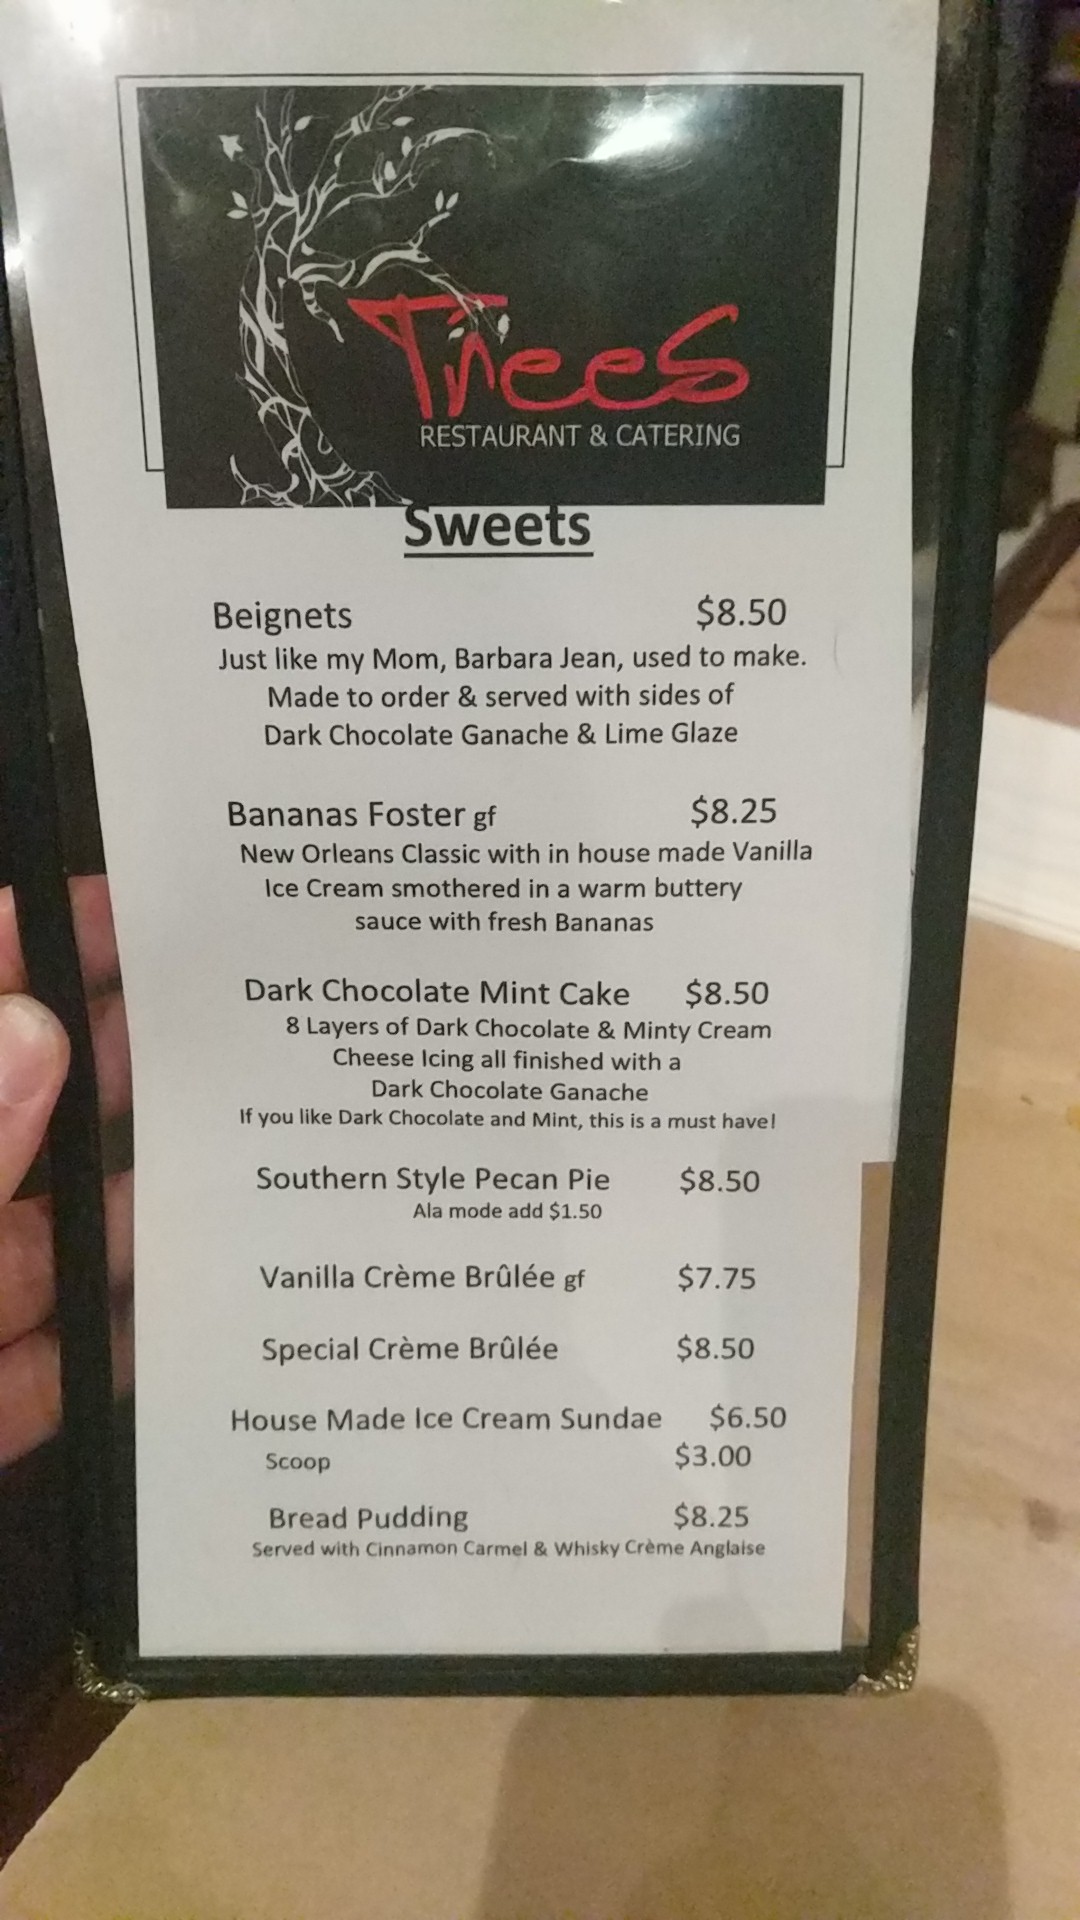 Trees
RESTAURANT & CATERING
Sweets
Beignets $8.50
Just like my Mom, Barbara Jean, used to make.
Made to order & served with sides of
Dark Chocolate Ganache & Lime Glaze
Bananas Foster gf $8.25
New Orleans Classic with in house made Vanilla
Ice Cream smothered in a warm buttery
sauce with fresh Bananas
Dark Chocolate Mint Cake $8.50
8 Layers of Dark Chocolate & Minty Cream
Cheese Icing all finished with a
Dark Chocolate Ganache
If you like Dark Chocolate and Mint, this is a must have!
Southern Style Pecan Pie $8.50
Ala mode add $1.50
Vanilla Crème Brûlée gf $7.75
Special Crème Brûlée $8.50
House Made Ice Cream Sundae $6.50
Scoop $3.00
Bread Pudding $8.25
Served with Cinnamon Carmel & Whisky Crème Anglaise